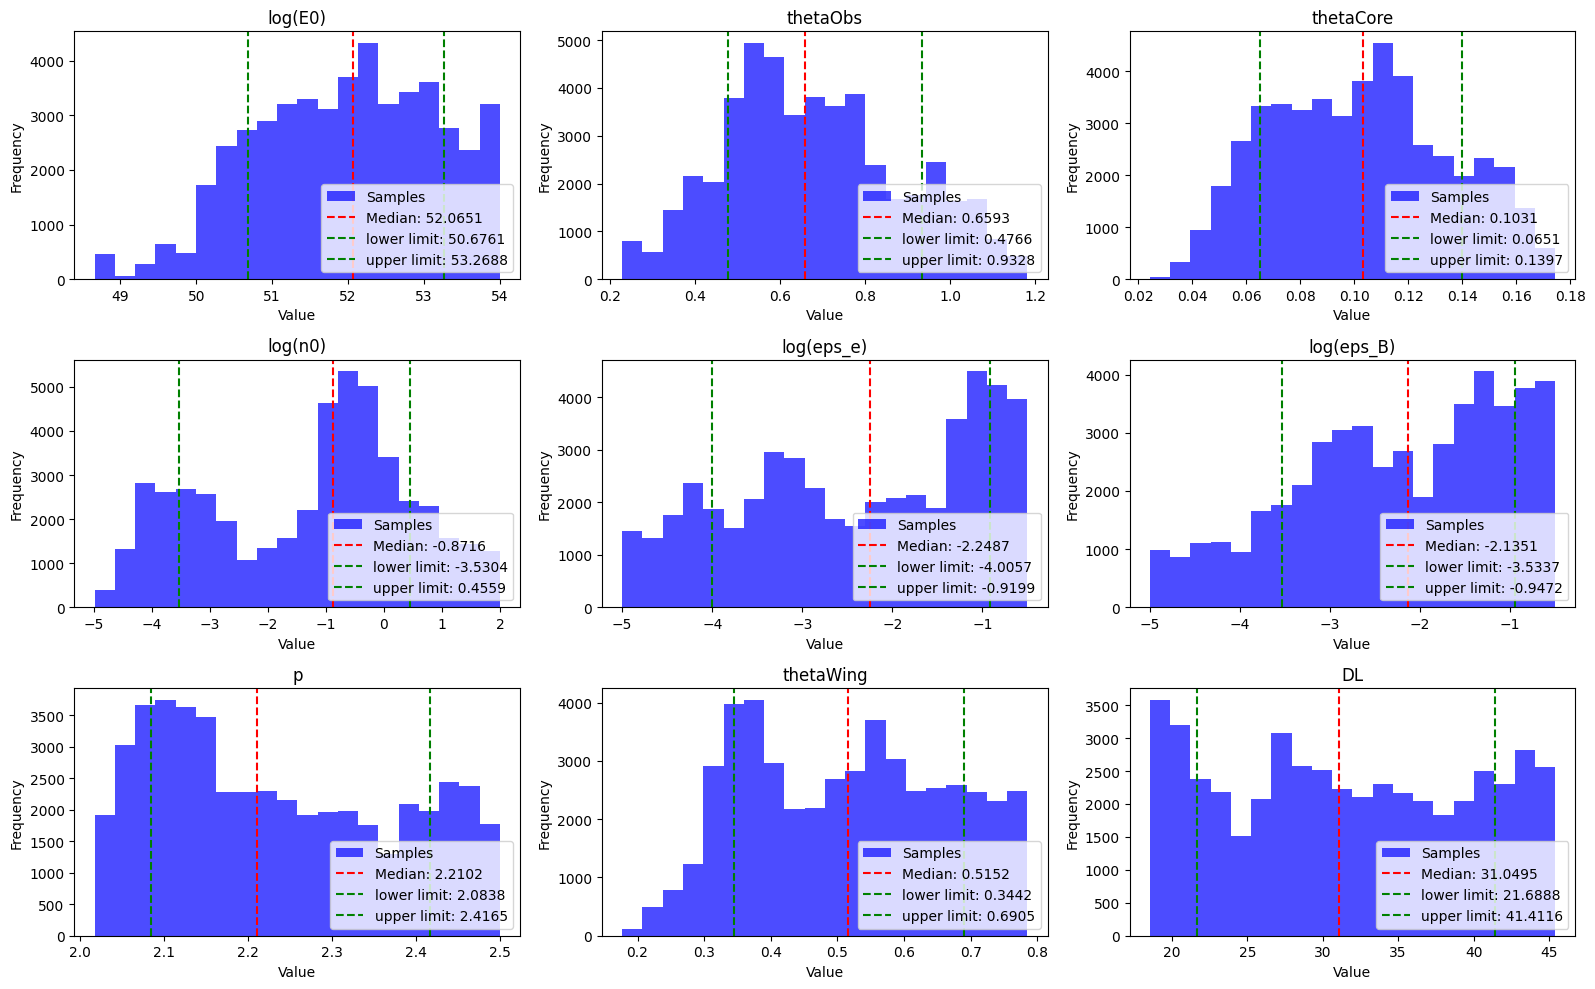 log(E0)
Frequency
4000
3000
2000
1000
0
Samples
Median: 52.0651
lower limit: 50.6761
upper limit: 53.2688
49 50 51 52 53 54
Value
thetaObs
Frequency
5000
4000
3000
2000
1000
0
Samples
Median: 0.6593
lower limit: 0.4766
upper limit: 0.9328
0.2 0.4 0.6 0.8 1.0 1.2
Value
thetaCore
Frequency
4000
3000
2000
1000
0
Samples
Median: 0.1031
lower limit: 0.0651
upper limit: 0.1397
0.02 0.04 0.06 0.08 0.10 0.12 0.14 0.16 0.18
Value
log(n0)
Frequency
5000
4000
3000
2000
1000
0
Samples
Median: -0.8716
lower limit: -3.5304
upper limit: 0.4559
−5 −4 −3 −2 −1 0 1 2
Value
log(eps_e)
Frequency
4000
3000
2000
1000
0
Samples
Median: -2.2487
lower limit: -4.0057
upper limit: -0.9199
−5 −4 −3 −2 −1
Value
log(eps_B)
Frequency
4000
3000
2000
1000
0
Samples
Median: -2.1351
lower limit: -3.5337
upper limit: -0.9472
−5 −4 −3 −2 −1
Value
p
Frequency
3500
3000
2500
2000
1500
1000
500
0
Samples
Median: 2.2102
lower limit: 2.0838
upper limit: 2.4165
2.0 2.1 2.2 2.3 2.4 2.5
Value
thetaWing
Frequency
4000
3000
2000
1000
0
Samples
Median: 0.5152
lower limit: 0.3442
upper limit: 0.6905
0.2 0.3 0.4 0.5 0.6 0.7 0.8
Value
DL
Frequency
3500
3000
2500
2000
1500
1000
500
0
Samples
Median: 31.0495
lower limit: 21.6888
upper limit: 41.4116
20 25 30 35 40 45
Value